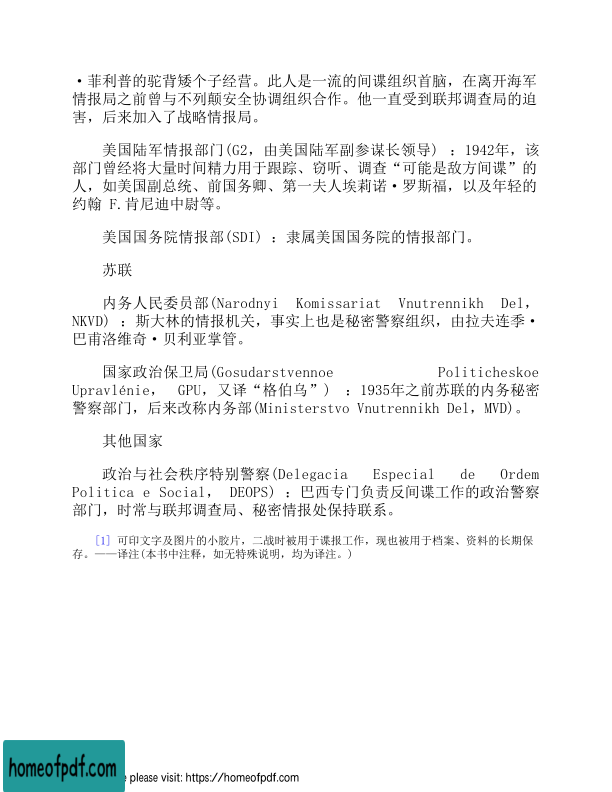 ·菲利普的驼背矮个子经营。此人是一流的间谍组织首脑，在离开海军
情报局之前曾与不列颠安全协调组织合作。他一直受到联邦调查局的迫
害，后来加入了战略情报局。
美国陆军情报部门(G2，由美国陆军副参谋长领导) ：1942年，该
部门曾经将大量时间精力用于跟踪、窃听、调查“可能是敌方间谍”的
人，如美国副总统、前国务卿、第一夫人埃莉诺·罗斯福，以及年轻的
约翰 F.肯尼迪中尉等。
美国国务院情报部(SDI) ：隶属美国国务院的情报部门。
苏联
内务人民委员部(Narodnyi Komissariat Vnutrennikh Del，
NKVD) ：斯大林的情报机关，事实上也是秘密警察组织，由拉夫连季·
巴甫洛维奇·贝利亚掌管。
国家政治保卫局(Gosudarstvennoe Politicheskoe
Upravlénie， GPU，又译“格伯乌”) ：1935年之前苏联的内务秘密
警察部门，后来改称内务部(Ministerstvo Vnutrennikh Del，MVD)。
其他国家
政治与社会秩序特别警察(Delegacia Especial de Ordem
Politica e Social， DEOPS) ：巴西专门负责反间谍工作的政治警察
部门，时常与联邦调查局、秘密情报处保持联系。
[1] 可印文字及图片的小胶片，二战时被用于谍报工作，现也被用于档案、资料的长期保
存。——译注(本书中注释，如无特殊说明，均为译注。)
homeofpdf.com
please visit: https://homeofpdf.com